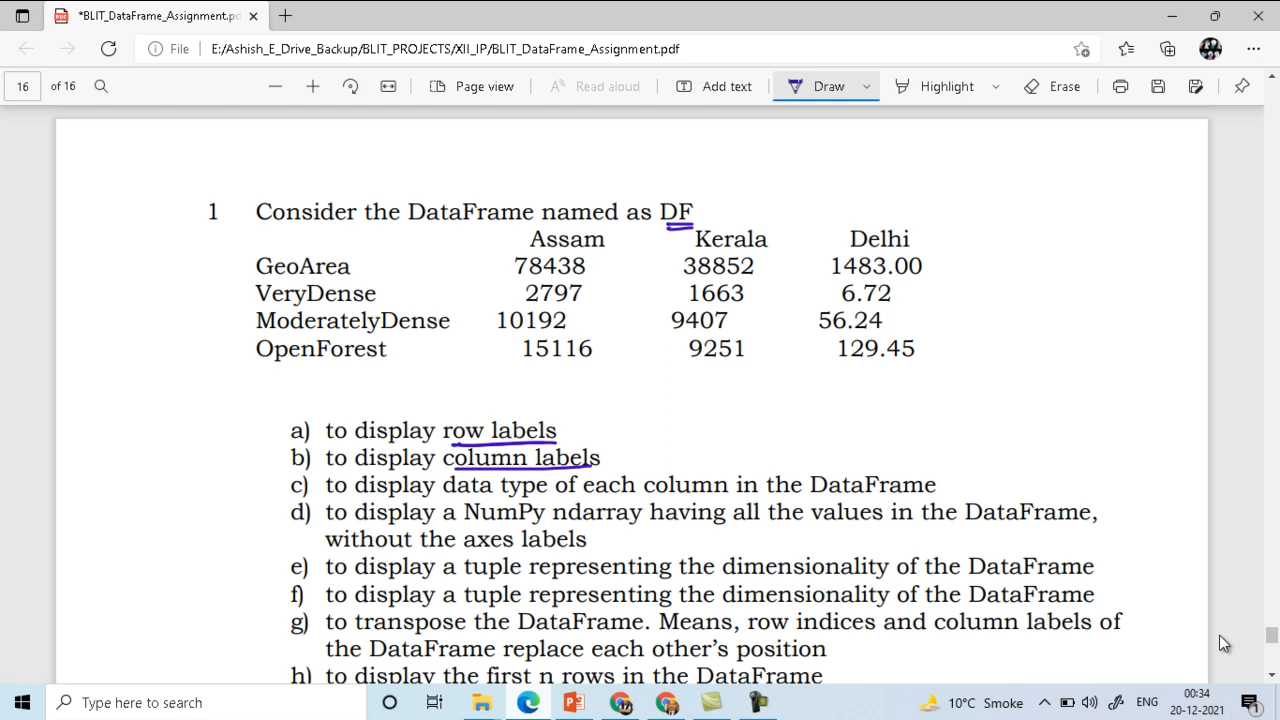 *BLIT_DataFrame_Assignment.pd
File E:/Ashish_E_Drive_Backup/BLIT_PROJECTS/XII_IP/BLIT_DataFrame_Assignment.pdf
16 of 16 Page view Read aloud Add text Draw Highlight Erase
1 Consider the DataFrame named as DF
Assam Kerala Delhi
GeoArea 78438 38852 1483.00
VeryDense 2797 1663 6.72
ModeratelyDense 10192 9407 56.24
OpenForest 15116 9251 129.45
a) to display row labels
b) to display column labels
c) to display data type of each column in the DataFrame
d) to display a NumPy ndarray having all the values in the DataFrame,
without the axes labels
e) to display a tuple representing the dimensionality of the DataFrame
f) to display a tuple representing the dimensionality of the DataFrame
g) to transpose the DataFrame. Means, row indices and column labels of
the DataFrame replace each other’s position
h) to display the first n rows in the DataFrame
Type here to search 10°C Smoke ENG 00:34
20-12-2021